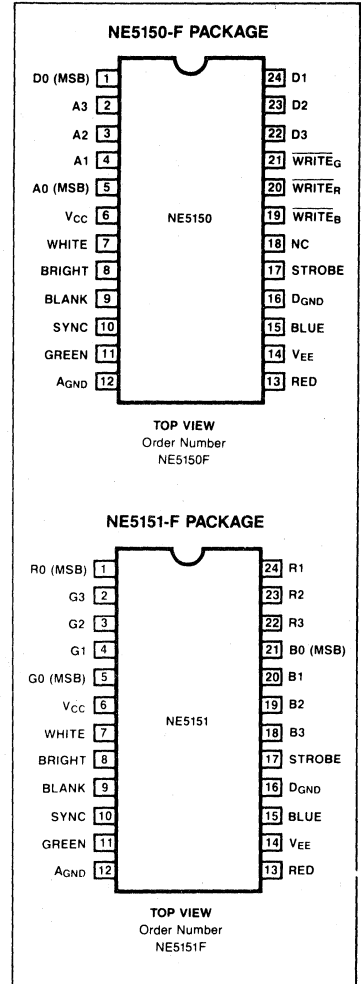 NE5150-F PACKAGE
D0 (MSB) 1 24 D1
A3 2 23 D2
A2 3 22 D3
A1 4 21 WRITEG
A0 (MSB) 5 20 WRITER
VCC 6 NE5150 19 WRITEB
WHITE 7 18 NC
BRIGHT 8 17 STROBE
BLANK 9 16 DGND
SYNC 10 15 BLUE
GREEN 11 14 VEE
AGND 12 13 RED
TOP VIEW
Order Number
NE5150F
NE5151-F PACKAGE
R0 (MSB) 1 24 R1
G3 2 23 R2
G2 3 22 R3
G1 4 21 B0 (MSB)
G0 (MSB) 5 20 B1
VCC 6 NE5151 19 B2
WHITE 7 18 B3
BRIGHT 8 17 STROBE
BLANK 9 16 DGND
SYNC 10 15 BLUE
GREEN 11 14 VEE
AGND 12 13 RED
TOP VIEW
Order Number
NE5151F